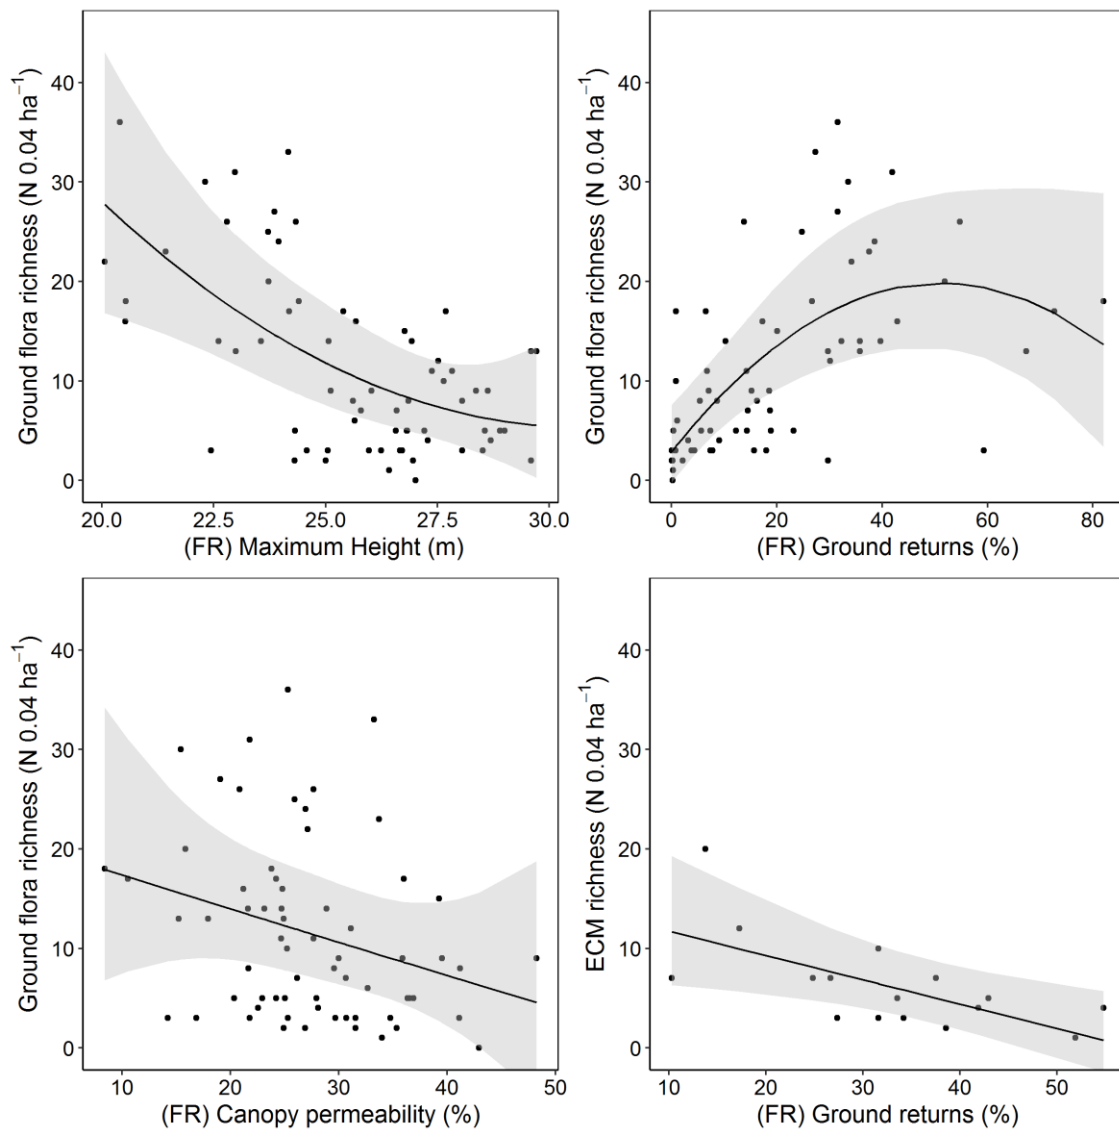 Ground flora richness (N 0.04 ha⁻¹)
40
30
20
10
0
20.0 22.5 25.0 27.5 30.0
(FR) Maximum Height (m)
Ground flora richness (N 0.04 ha⁻¹)
40
30
20
10
0
0 20 40 60 80
(FR) Ground returns (%)
Ground flora richness (N 0.04 ha⁻¹)
40
30
20
10
0
10 20 30 40 50
(FR) Canopy permeability (%)
ECM richness (N 0.04 ha⁻¹)
40
30
20
10
0
10 20 30 40 50
(FR) Ground returns (%)